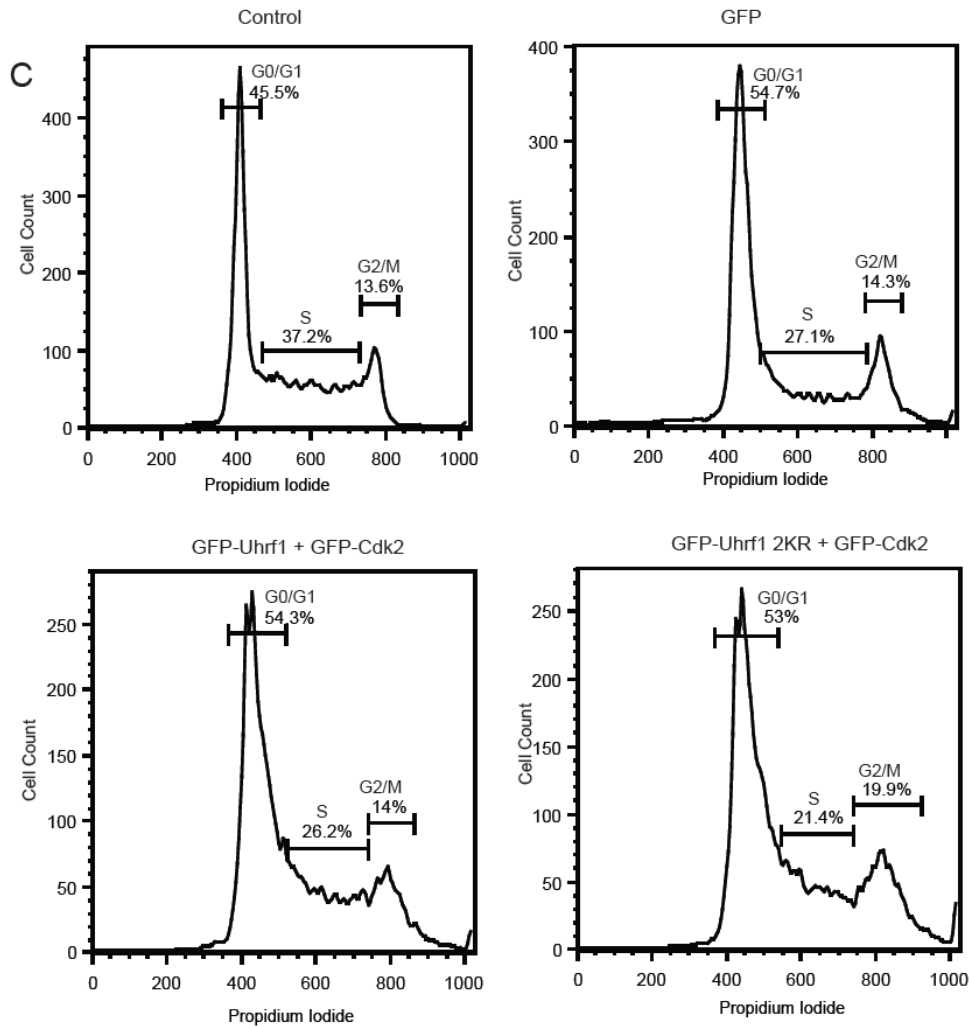 C
Control
G0/G1
45.5%
S
37.2%
G2/M
13.6%
Cell Count
400
300
200
100
0
0 200 400 600 800 1000
Propidium Iodide
GFP
G0/G1
54.7%
S
27.1%
G2/M
14.3%
Cell Count
400
300
200
100
0
0 200 400 600 800
Propidium Iodide
GFP-Uhrf1 + GFP-Cdk2
G0/G1
54.3%
S
26.2%
G2/M
14%
Cell Count
250
200
150
100
50
0
0 200 400 600 800 1000
Propidium Iodide
GFP-Uhrf1 2KR + GFP-Cdk2
G0/G1
53%
S
21.4%
G2/M
19.9%
Cell Count
250
200
150
100
50
0
0 200 400 600 800 1000
Propidium Iodide